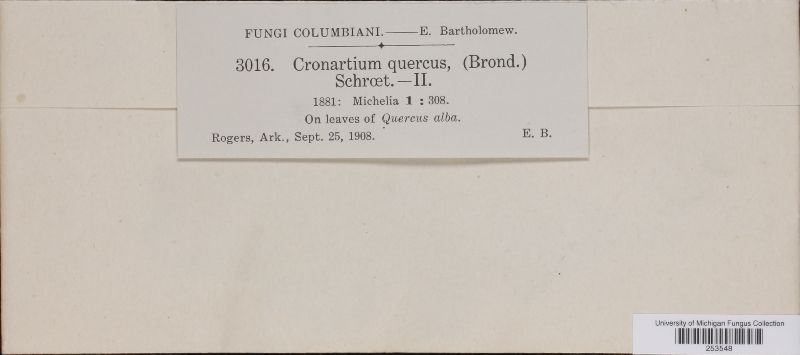 FUNGI COLUMBIANI.——E. Bartholomew.
3016. Cronartium quercus, (Brond.)
Schrœt.—II.
1881: Michelia 1 : 308.
On leaves of Quercus alba.
Rogers, Ark., Sept. 25, 1908. E. B.
University of Michigan Fungus Collection
253548